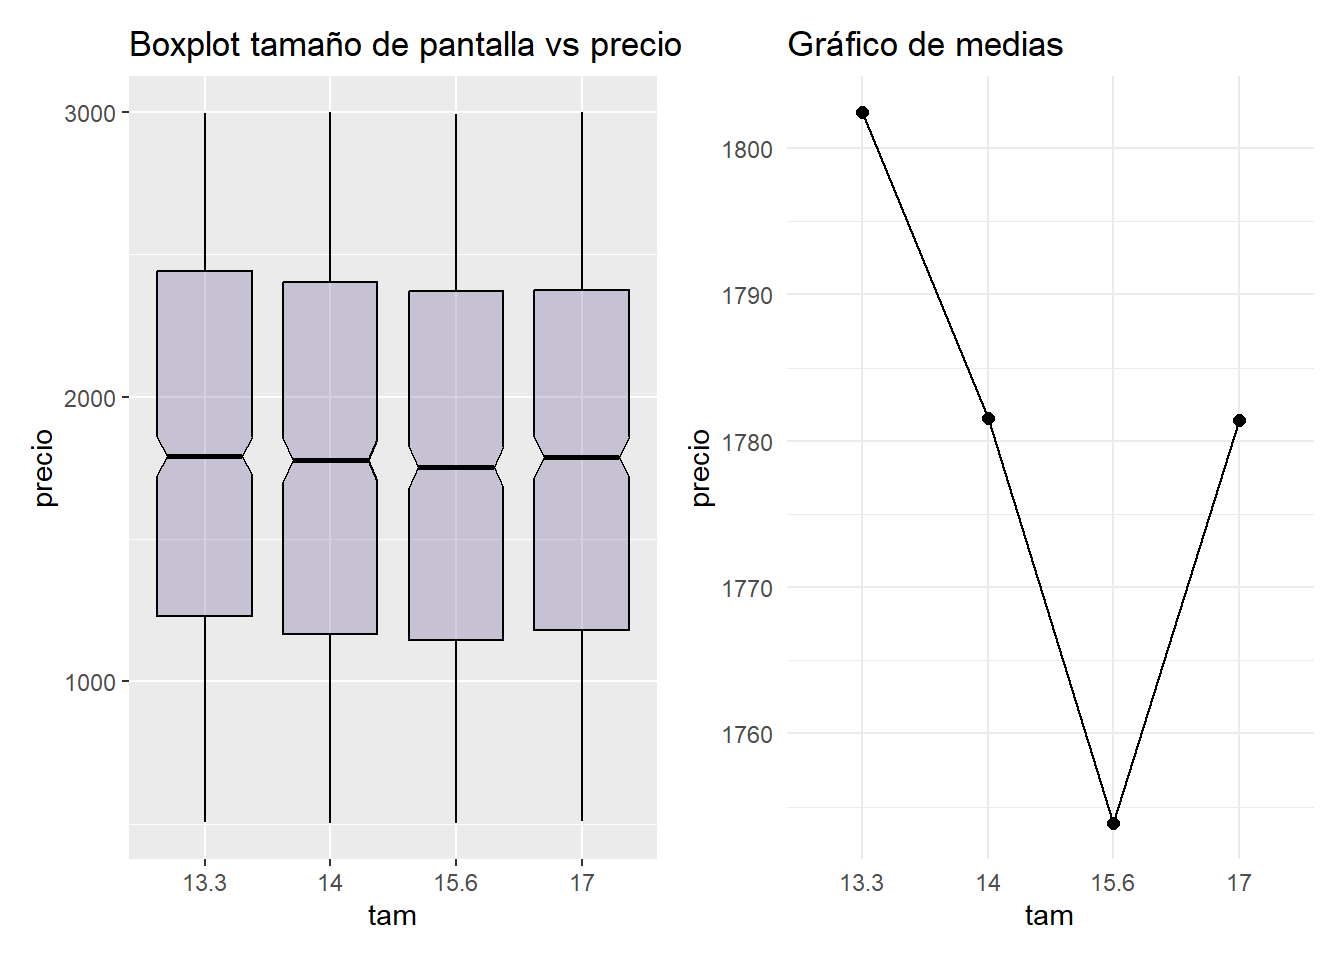 Boxplot tamaño de pantalla vs precio
3000
2000
1000
precio
13.3 14 15.6 17
tam
Gráfico de medias
1800
1790
1780
1770
1760
precio
13.3 14 15.6 17
tam